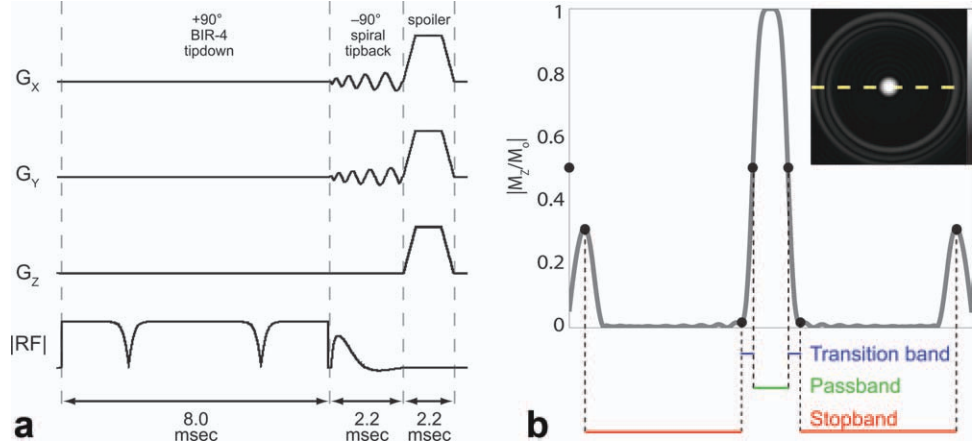 +90°
BIR-4
tipdown
–90°
spiral
tipback
spoiler
G_X
G_Y
G_Z
|RF|
8.0
msec
2.2
msec
2.2
msec
a
1
0.8
0.6
0.4
0.2
0
|M_Z/M_o|
Transition band
Passband
Stopband
b